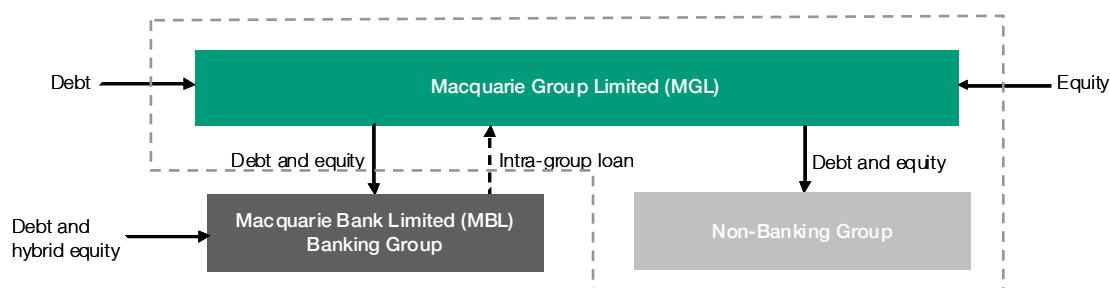 Debt
Macquarie Group Limited (MGL)
Equity
Debt and equity
Intra-group loan
Debt and equity
Debt and
hybrid equity
Macquarie Bank Limited (MBL)
Banking Group
Non-Banking Group